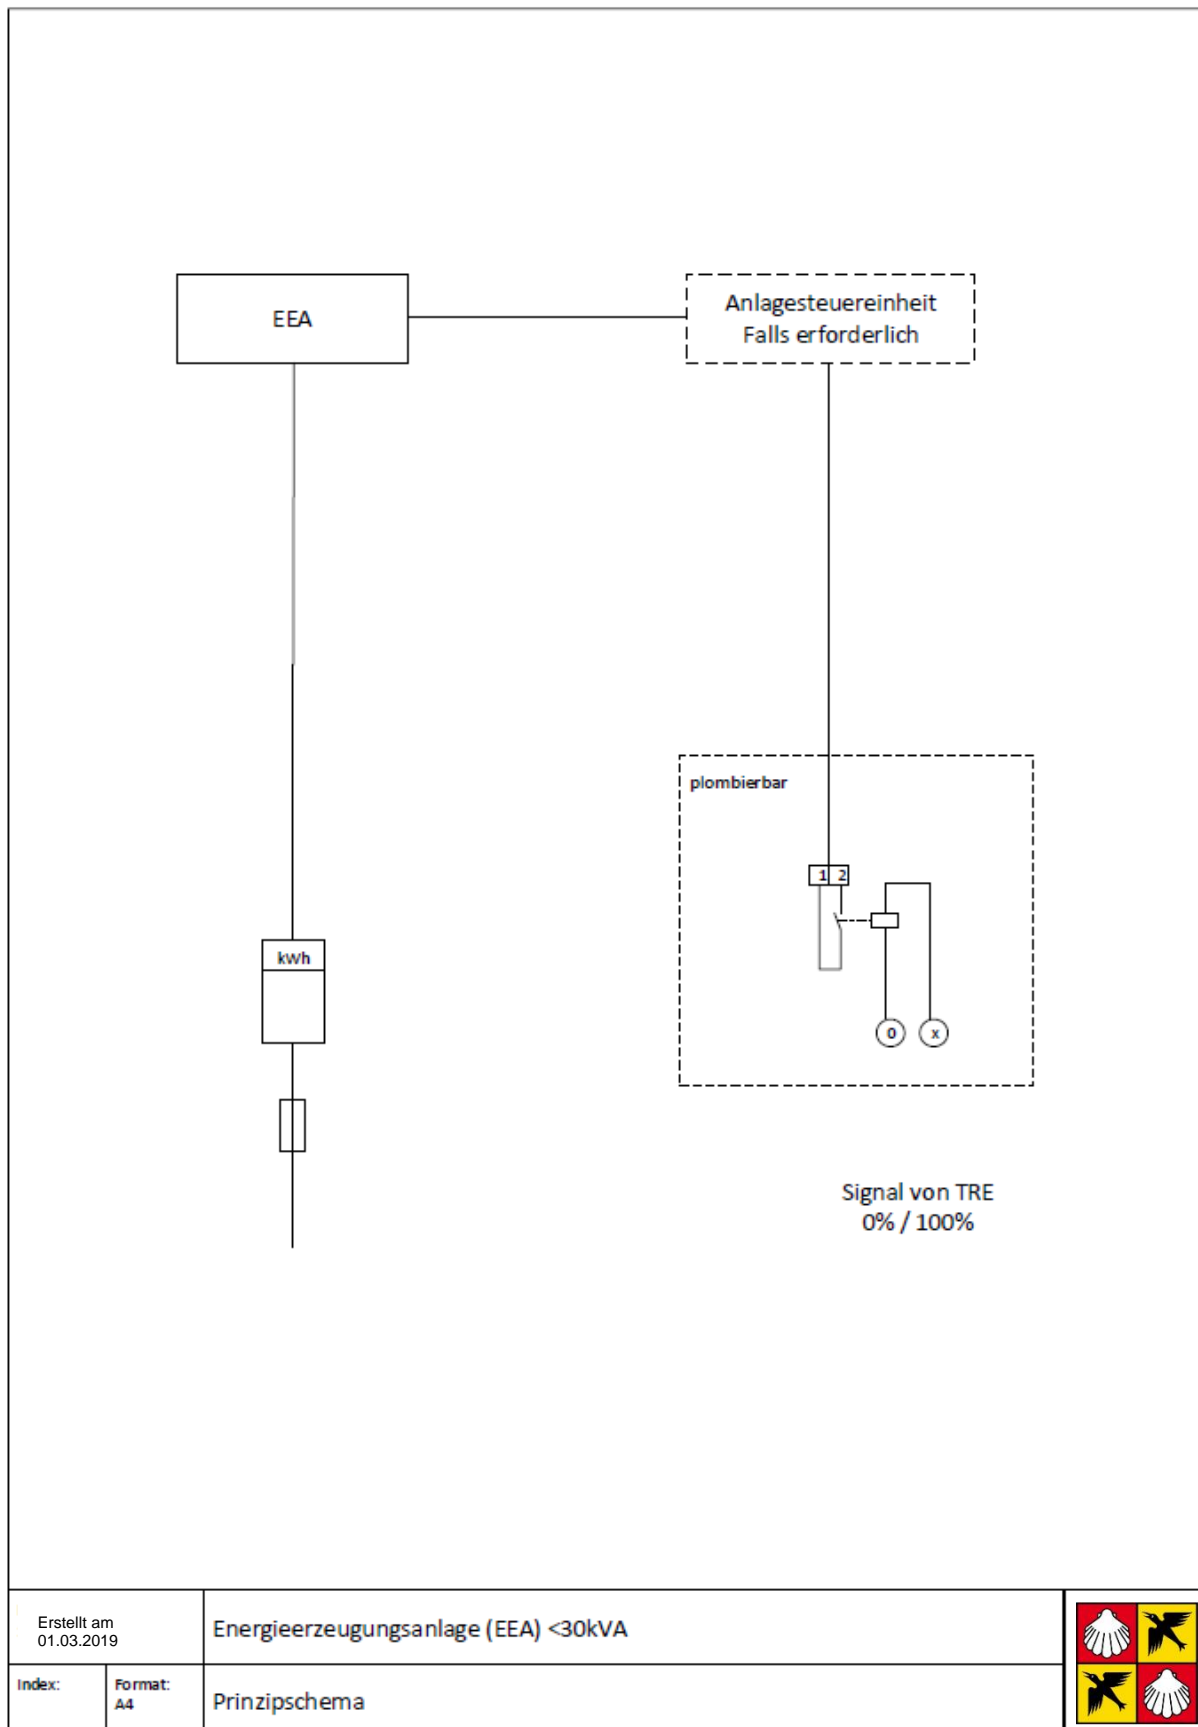 EEA
Anlagesteuereinheit
Falls erforderlich
plombierbar
1 2
kWh
0 x
Signal von TRE
0% / 100%
Erstellt am
01.03.2019
Energieerzeugungsanlage (EEA) <30kVA
Index:
Format:
A4
Prinzipschema